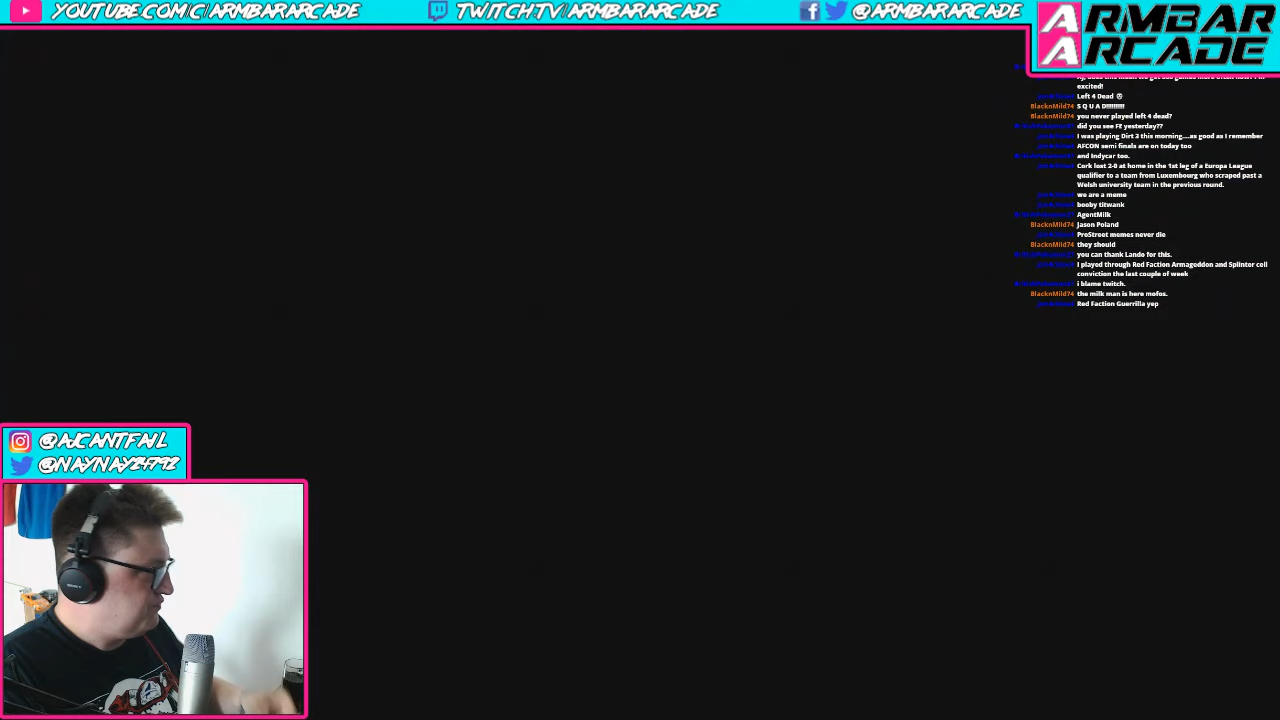 YOUTUBE.COM/C/ARMBARARCADE
TWITCH.TV/ARMBARARCADE
@ARMBARARCADE
ARMBAR
ARCADE
excited!
Left 4 Dead
BlacknMild74 S Q U A D!!!!!!!!!
BlacknMild74 you never played left 4 dead?
did you see FE yesterday??
I was playing Dirt 3 this morning....as good as I remember
AFCON semi finals are on today too
and Indycar too.
Cork lost 2-0 at home in the 1st leg of a Europa League
qualifier to a team from Luxembourg who scraped past a
Welsh university team in the previous round.
we are a meme
booby titwank
AgentMilk
BlacknMild74 Jason Poland
ProStreet memes never die
BlacknMild74 they should
you can thank Lando for this.
I played through Red Faction Armageddon and Splinter cell
conviction the last couple of week
i blame twitch.
BlacknMild74 the milk man is here mofos.
Red Faction Guerrilla yep
@AJCANTFAIL
@NAYNAY24792